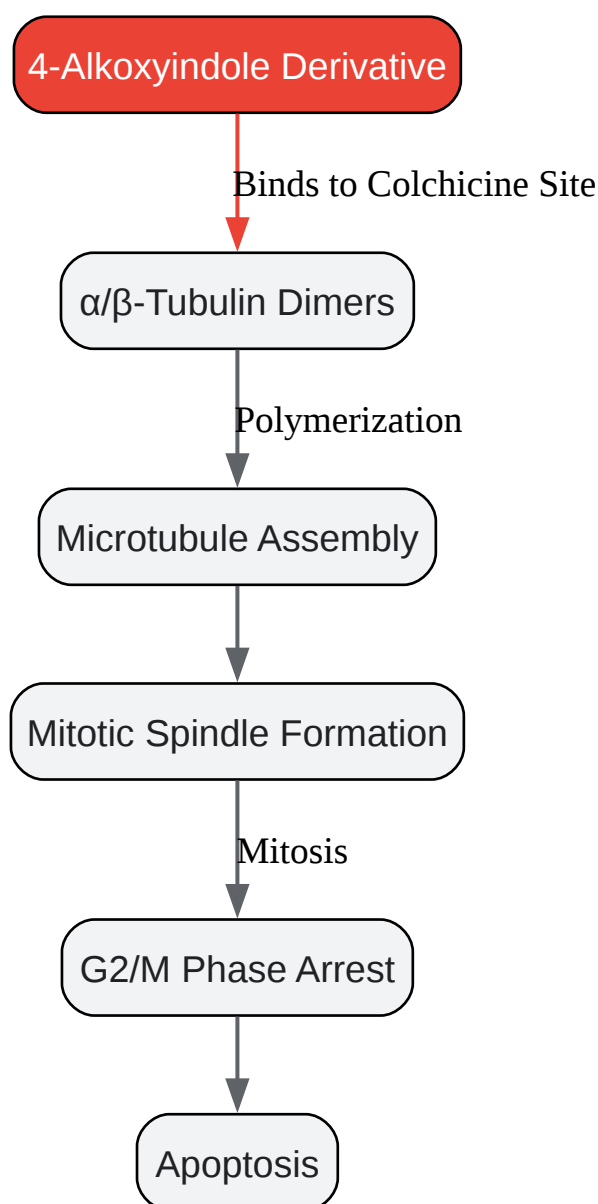 4-Alkoxyindole Derivative
Binds to Colchicine Site
α/β-Tubulin Dimers
Polymerization
Microtubule Assembly
Mitotic Spindle Formation
Mitosis
G2/M Phase Arrest
Apoptosis